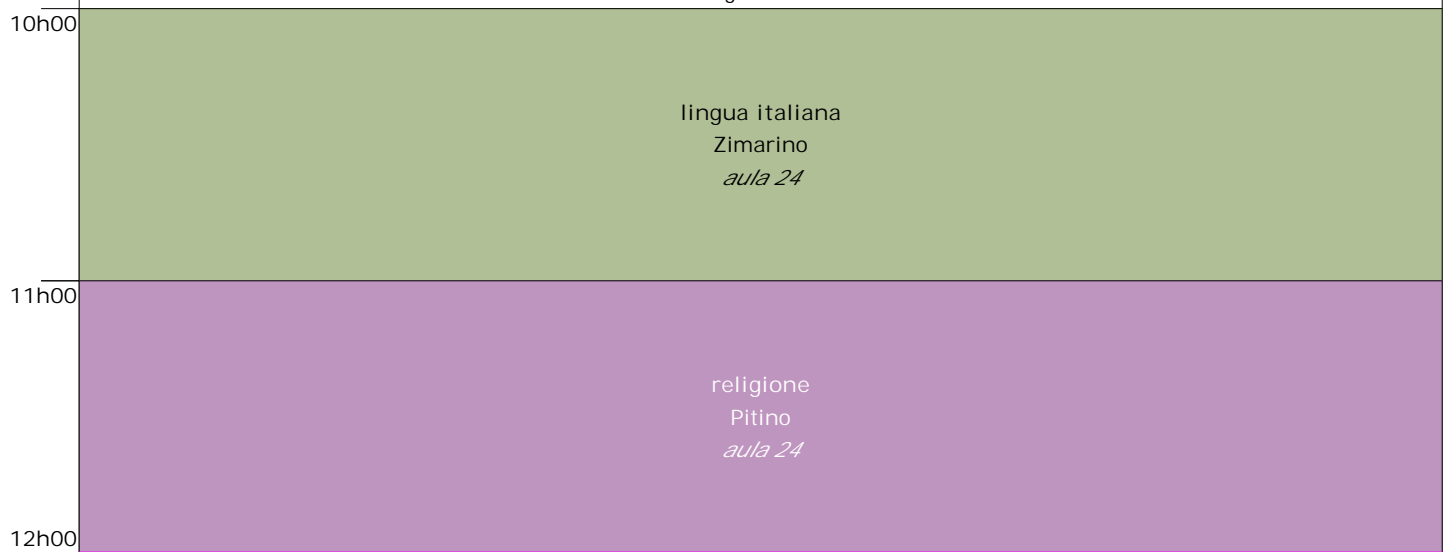 10h00
lingua italiana
Zimarino
aula 24
11h00
religione
Pitino
aula 24
12h00